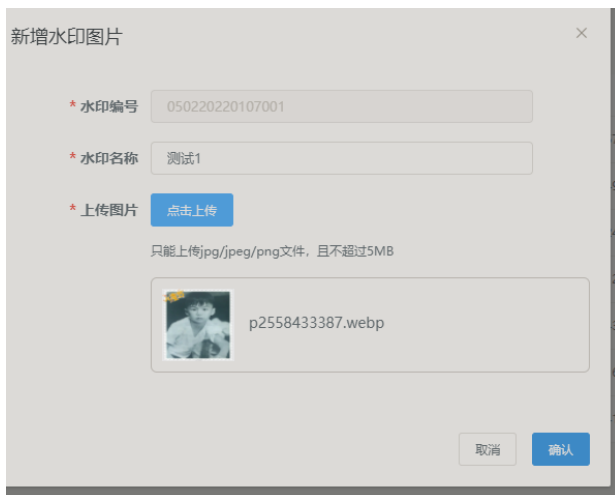 新增水印图片
* 水印编号 050220220107001
* 水印名称 测试1
* 上传图片 点击上传
只能上传jpg/jpeg/png文件，且不超过5MB
p2558433387.webp
取消 确认